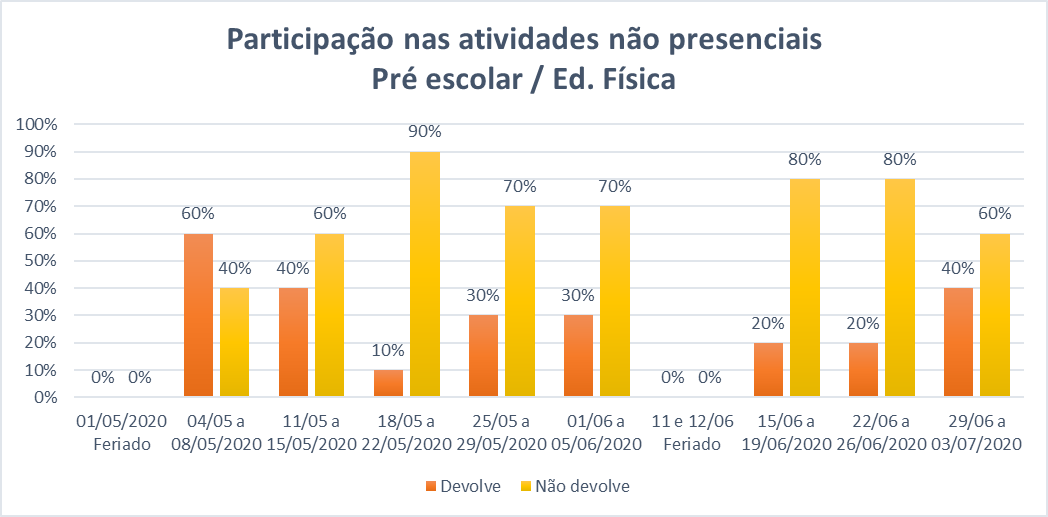 Participação nas atividades não presenciais
Pré escolar / Ed. Física
100%
90%
80%
70%
60%
50%
40%
30%
20%
10%
0%
0% 0%
60% 40%
40% 60%
10% 90%
30% 70%
30% 70%
0% 0%
20% 80%
20% 80%
40% 60%
01/05/2020
Feriado
04/05 a
08/05/2020
11/05 a
15/05/2020
18/05 a
22/05/2020
25/05 a
29/05/2020
01/06 a
05/06/2020
11 e 12/06
Feriado
15/06 a
19/06/2020
22/06 a
26/06/2020
29/06 a
03/07/2020
Devolve Não devolve